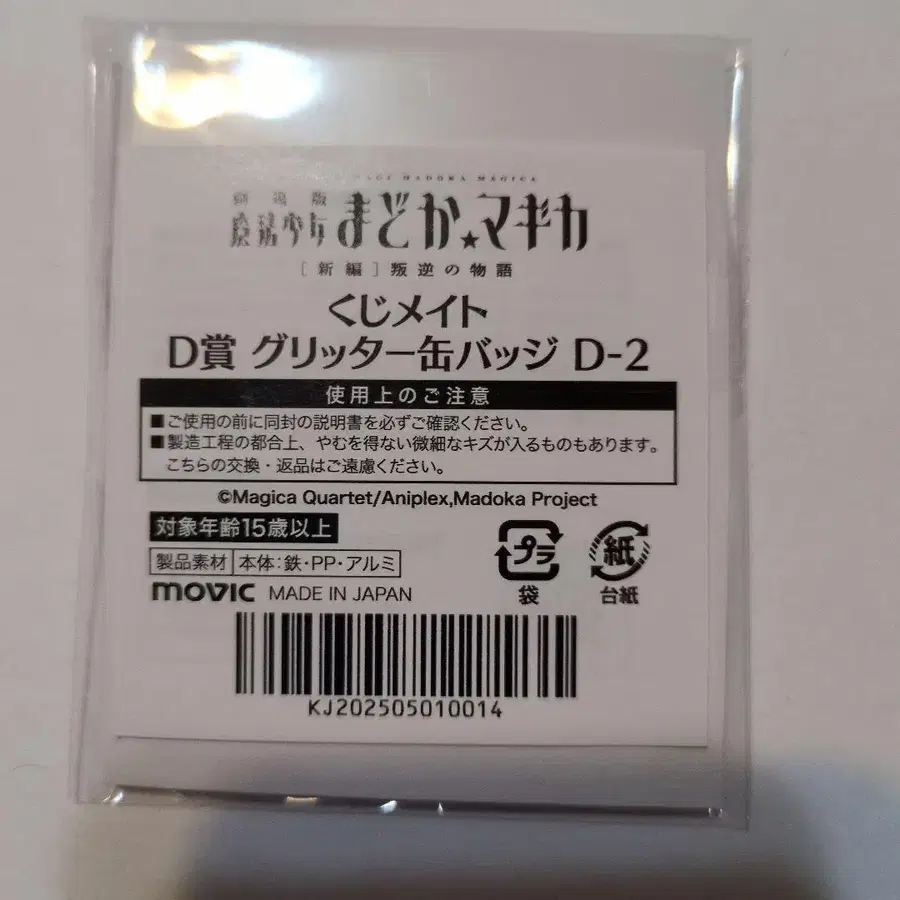 MADOKA MAGICA
劇場版
魔法少女まどか★マギカ
[新編]叛逆の物語
くじメイト
D賞 グリッター缶バッジ D-2
使用上のご注意
■ご使用の前に同封の説明書を必ずご確認ください。
■製造工程の都合上、やむを得ない微細なキズが入るものもあります。
こちらの交換・返品はご遠慮ください。
©Magica Quartet/Aniplex,Madoka Project
対象年齢15歳以上
製品素材 本体:鉄・PP・アルミ
プラ
袋
紙
台紙
movic MADE IN JAPAN
KJ202505010014